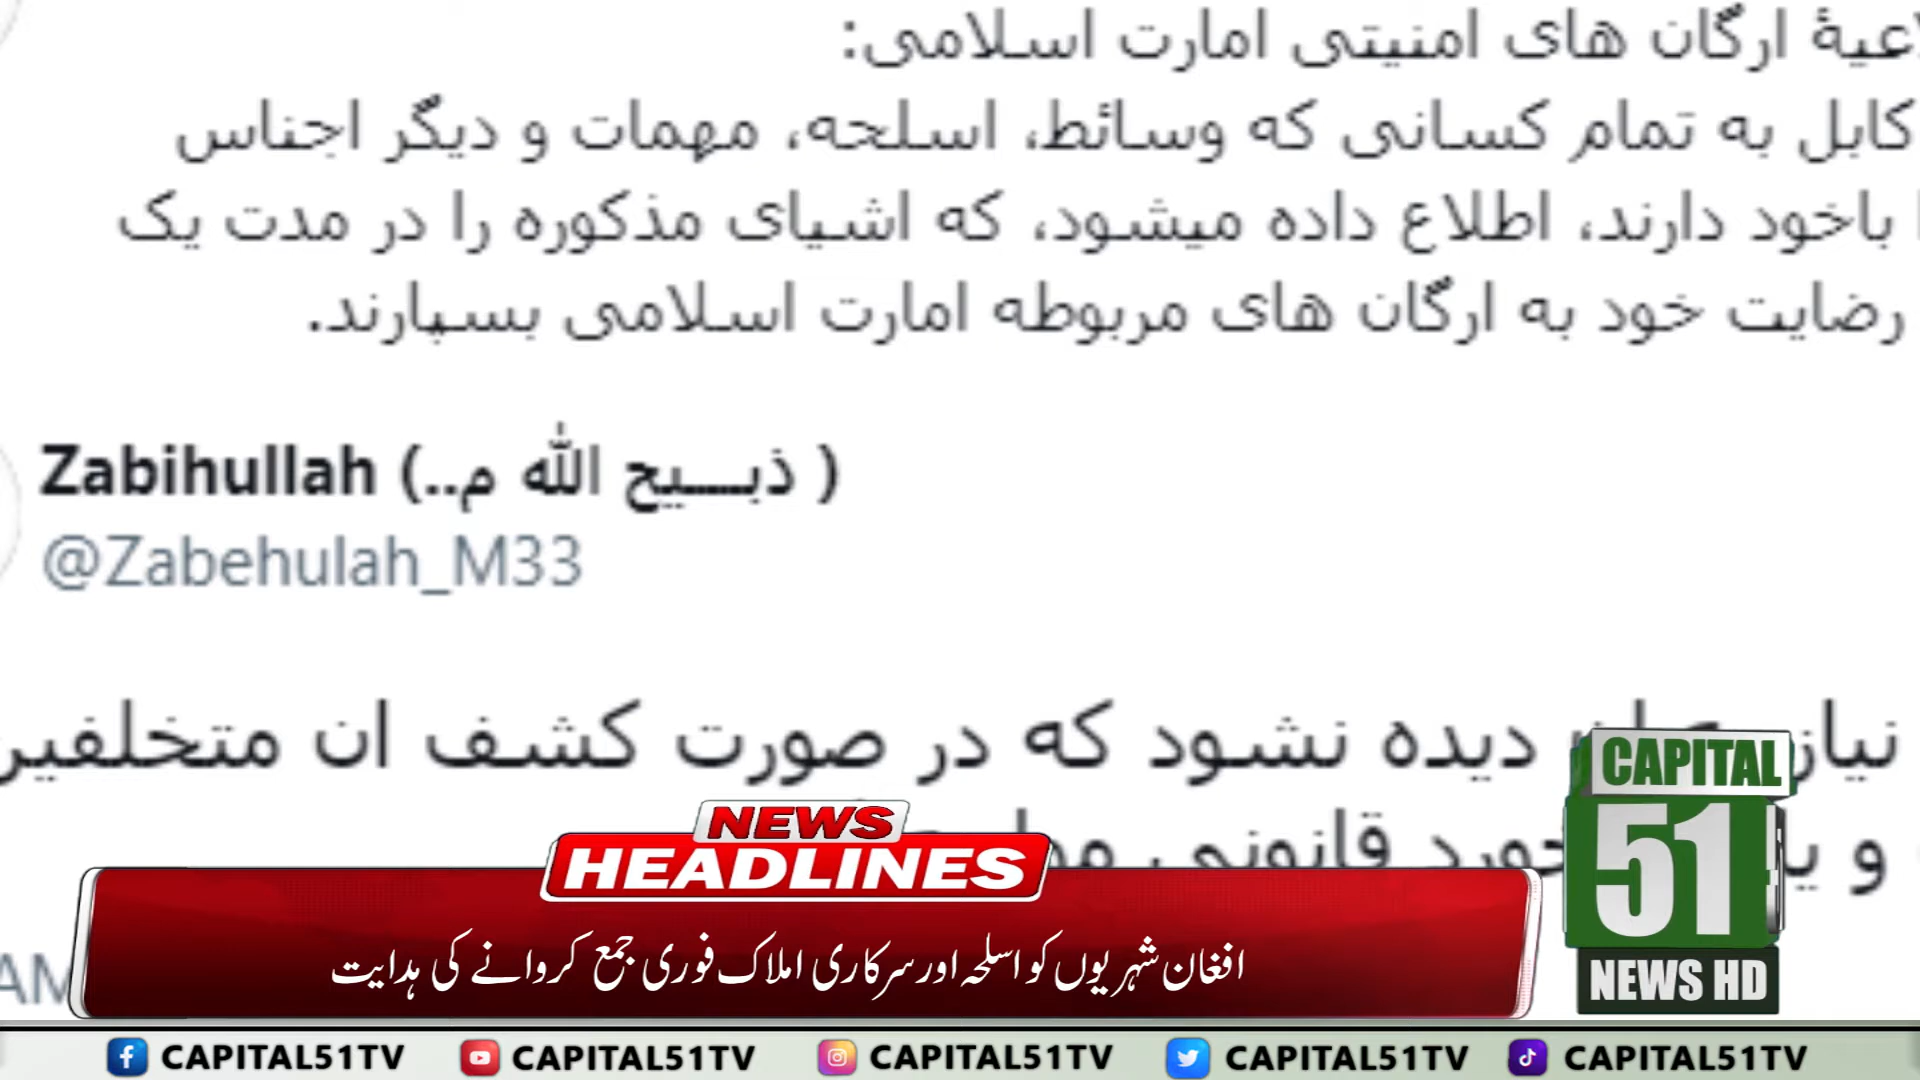 ارگان های امنیتی امارت اسلامی:
کابل به تمام کسانی که وسائط، اسلحه، مهمات و دیگر اجناس
باخود دارند، اطلاع داده میشود، که اشیای مذکوره را در مدت یک
رضایت خود به ارگان های مربوطه امارت اسلامی بسپارند.
Zabihullah (..ذبـــیح الله م )
@Zabehulah_M33
دیده نشود که در صورت کشف ان متخلفین
و
قانونی
NEWS
HEADLINES
افغان شہریوں کو اسلحہ اور سرکاری املاک فوری جمع کروانے کی ہدایت
AM
CAPITAL
51
NEWS HD
CAPITAL51TV
CAPITAL51TV
CAPITAL51TV
CAPITAL51TV
CAPITAL51TV